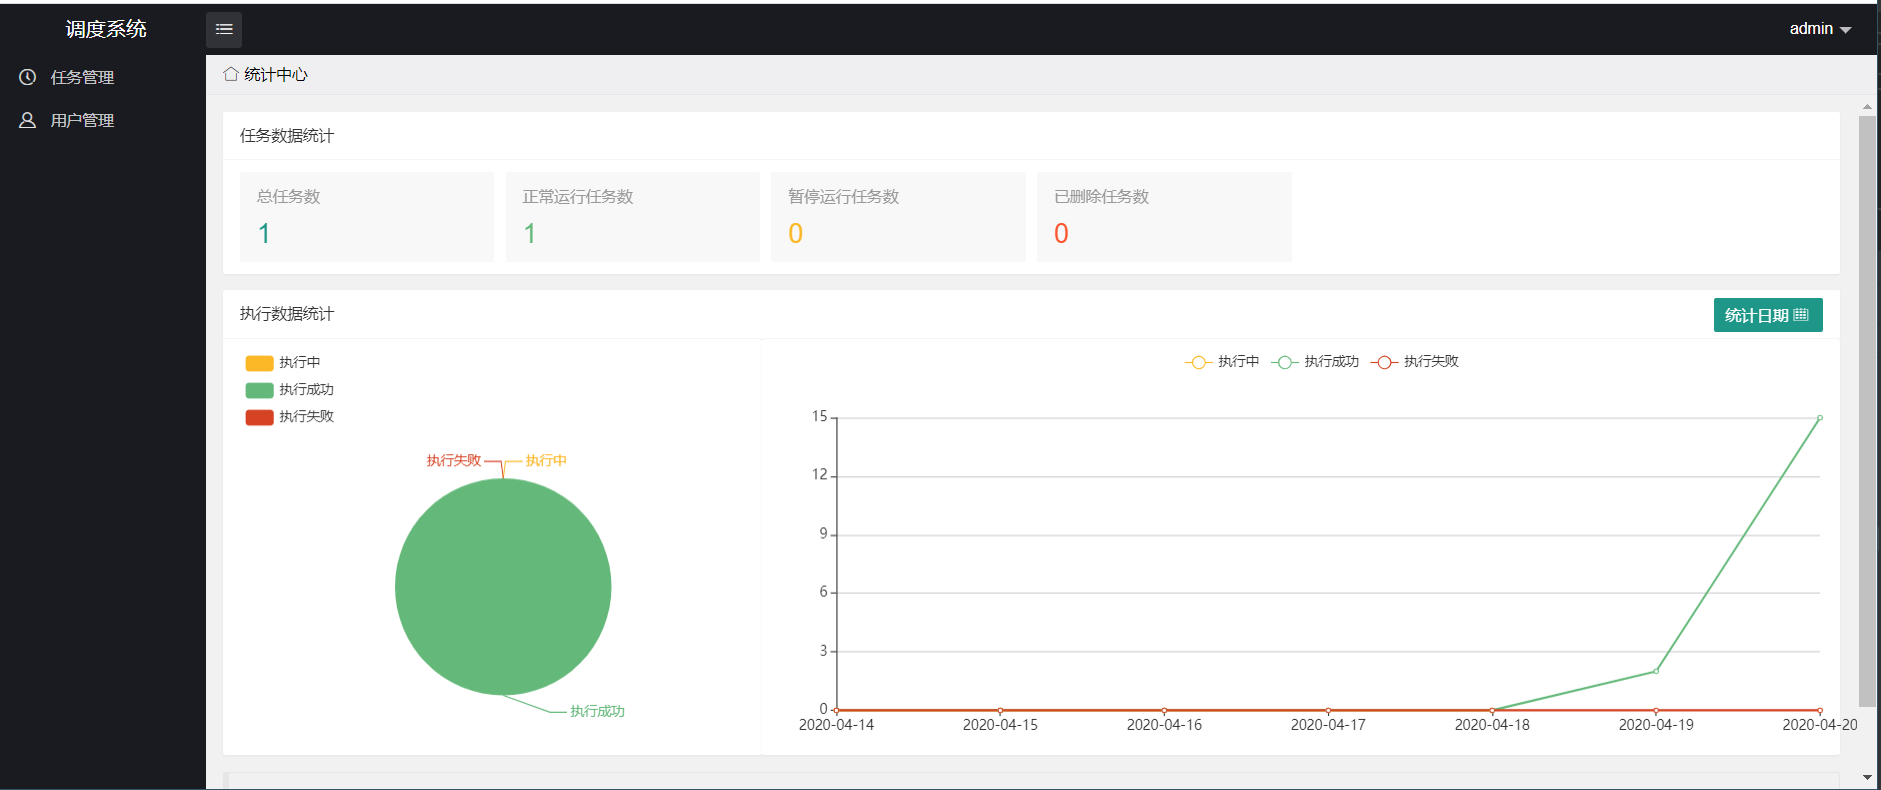 调度系统
admin
任务管理
用户管理
统计中心
任务数据统计
总任务数
1
正常运行任务数
1
暂停运行任务数
0
已删除任务数
0
执行数据统计
统计日期
执行中
执行成功
执行失败
执行失败
执行中
执行成功
执行中 执行成功 执行失败
15
12
9
6
3
0
2020-04-14 2020-04-15 2020-04-16 2020-04-17 2020-04-18 2020-04-19 2020-04-20